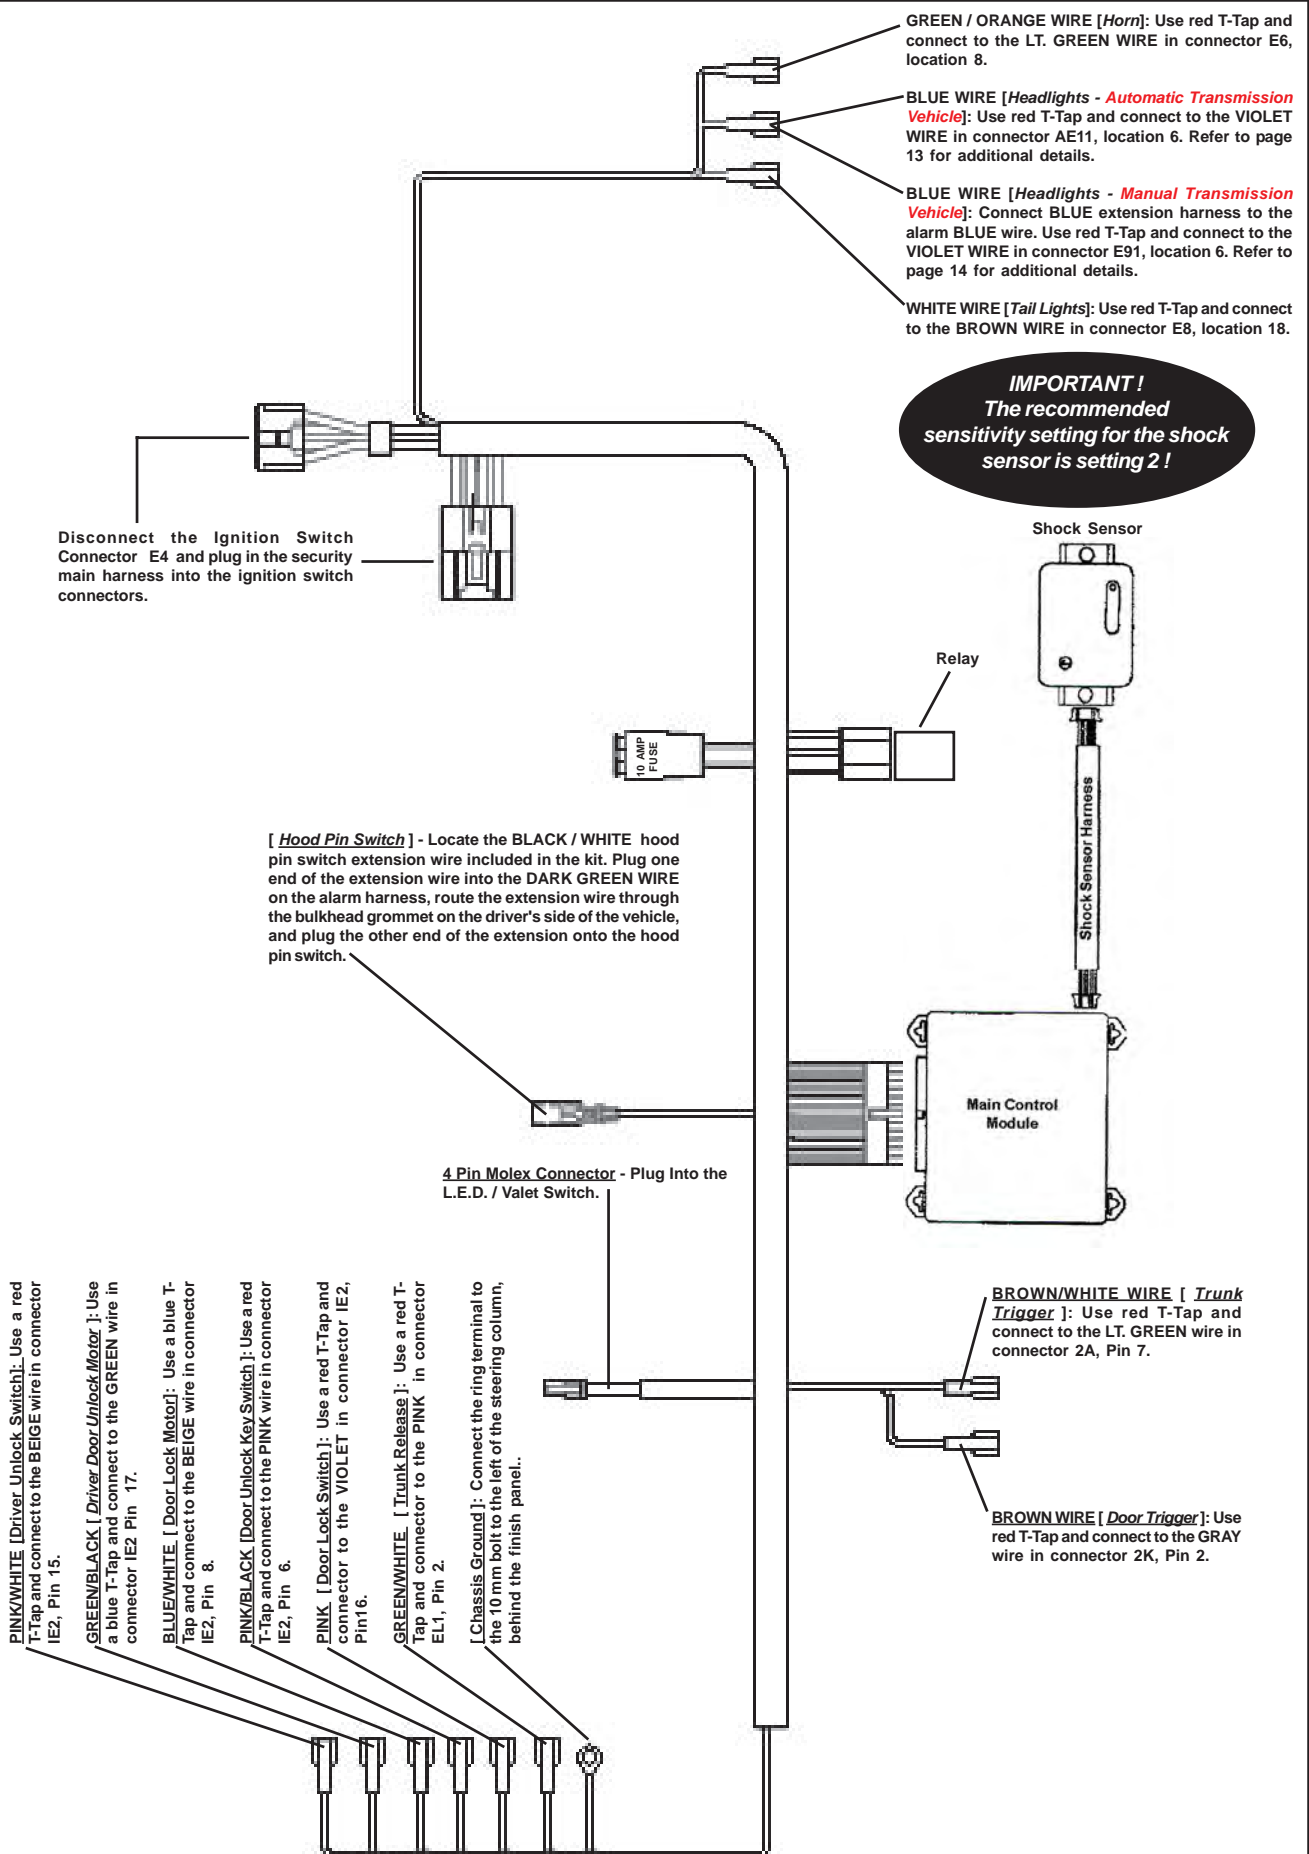 GREEN / ORANGE WIRE [Horn]: Use red T-Tap and
connect to the LT. GREEN WIRE in connector E6,
location 8.
BLUE WIRE [Headlights - Automatic Transmission
Vehicle]: Use red T-Tap and connect to the VIOLET
WIRE in connector AE11, location 6. Refer to page
13 for additional details.
BLUE WIRE [Headlights - Manual Transmission
Vehicle]: Connect BLUE extension harness to the
alarm BLUE wire. Use red T-Tap and connect to the
VIOLET WIRE in connector E91, location 6. Refer to
page 14 for additional details.
WHITE WIRE [Tail Lights]: Use red T-Tap and connect
to the BROWN WIRE in connector E8, location 18.
IMPORTANT !
The recommended
sensitivity setting for the shock
sensor is setting 2 !
Disconnect the Ignition Switch
Connector E4 and plug in the security
main harness into the ignition switch
connectors.
Shock Sensor
Relay
10 AMP
FUSE
Shock Sensor Harness
[ Hood Pin Switch ] - Locate the BLACK / WHITE hood
pin switch extension wire included in the kit. Plug one
end of the extension wire into the DARK GREEN WIRE
on the alarm harness, route the extension wire through
the bulkhead grommet on the driver's side of the vehicle,
and plug the other end of the extension onto the hood
pin switch.
Main Control
Module
4 Pin Molex Connector - Plug Into the
L.E.D. / Valet Switch.
PINK/WHITE [Driver Unlock Switch]: Use a red
T-Tap and connect to the BEIGE wire in connector
IE2, Pin 15.
GREEN/BLACK [ Driver Door Unlock Motor ]: Use
a blue T-Tap and connect to the GREEN wire in
connector IE2 Pin 17.
BLUE/WHITE [ Door Lock Motor]: Use a blue T-
Tap and connect to the BEIGE wire in connector
IE2, Pin 8.
PINK/BLACK [Door Unlock Key Switch ]: Use a red
T-Tap and connect to the PINK wire in connector
IE2, Pin 6.
PINK [ Door Lock Switch ]: Use a red T-Tap and
connector to the VIOLET in connector IE2,
Pin16.
GREEN/WHITE [ Trunk Release ]: Use a red T-
Tap and connector to the PINK in connector
EL1, Pin 2.
[ Chassis Ground ]: Connect the ring terminal to
the 10 mm bolt to the left of the steering column,
behind the finish panel..
BROWN/WHITE WIRE [ Trunk
Trigger ]: Use red T-Tap and
connect to the LT. GREEN wire in
connector 2A, Pin 7.
BROWN WIRE [ Door Trigger ]: Use
red T-Tap and connect to the GRAY
wire in connector 2K, Pin 2.